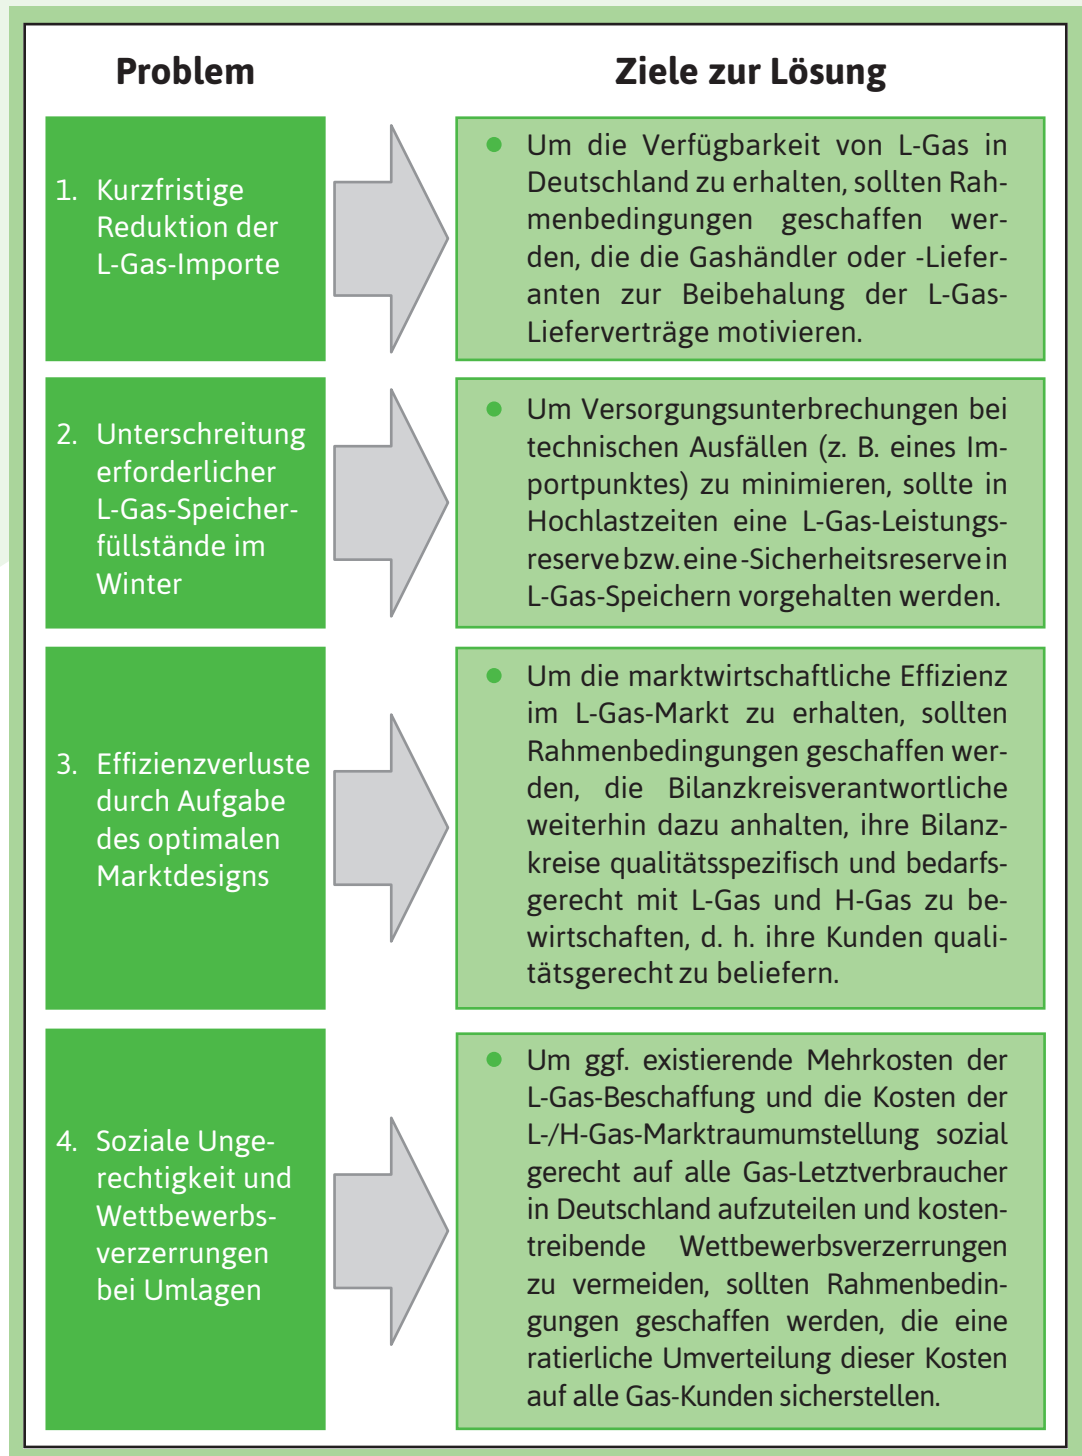 Problem
Ziele zur Lösung
1. Kurzfristige
Reduktion der
L-Gas-Importe
• Um die Verfügbarkeit von L-Gas in
Deutschland zu erhalten, sollten Rah-
menbedingungen geschaffen wer-
den, die die Gashändler oder -Liefer-
anten zur Beibehalung der L-Gas-
Lieferverträge motivieren.
2. Unterschreitung
erforderlicher
L-Gas-Speicher-
füllstände im
Winter
• Um Versorgungsunterbrechungen bei
technischen Ausfällen (z. B. eines Im-
portpunktes) zu minimieren, sollte in
Hochlastzeiten eine L-Gas-Leistungs-
reserve bzw. eine -Sicherheitsreserve in
L-Gas-Speichern vorgehalten werden.
3. Effizienzverluste
durch Aufgabe
des optimalen
Marktdesigns
• Um die marktwirtschaftliche Effizienz
im L-Gas-Markt zu erhalten, sollten
Rahmenbedingungen geschaffen wer-
den, die Bilanzkreisverantwortliche
weiterhin dazu anhalten, ihre Bilanz-
kreise qualitätsspezifisch und bedarfs-
gerecht mit L-Gas und H-Gas zu be-
wirtschaften, d. h. ihre Kunden quali-
tätsgerecht zu beliefern.
4. Soziale Unge-
rechtigkeit und
Wettbewerbs-
verzerrungen
bei Umlagen
• Um ggf. existierende Mehrkosten der
L-Gas-Beschaffung und die Kosten der
L-/H-Gas-Marktraumumstellung sozial
gerecht auf alle Gas-Letztverbraucher
in Deutschland aufzuteilen und kosten-
treibende Wettbewerbsverzerrungen
zu vermeiden, sollten Rahmenbedin-
gungen geschaffen werden, die eine
ratierliche Umverteilung dieser Kosten
auf alle Gas-Kunden sicherstellen.